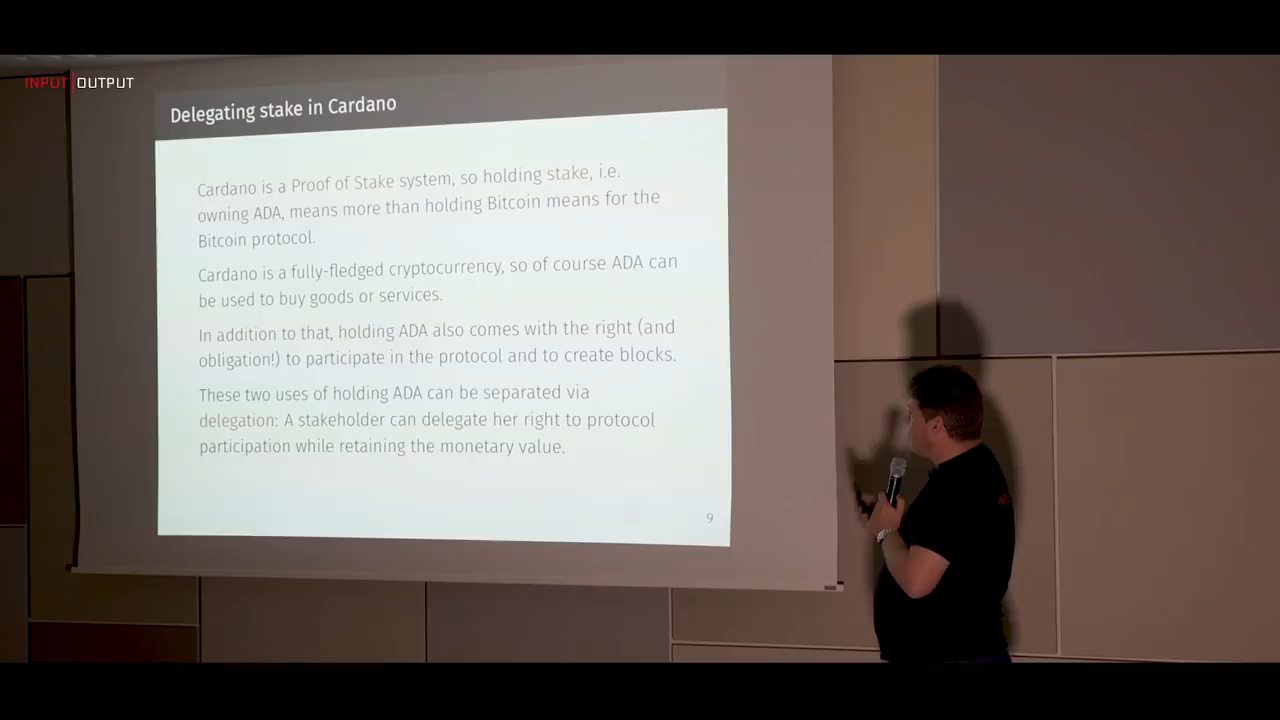 INPUT|OUTPUT
Delegating stake in Cardano
Cardano is a Proof of Stake system, so holding stake, i.e.
owning ADA, means more than holding Bitcoin means for the
Bitcoin protocol.
Cardano is a fully-fledged cryptocurrency, so of course ADA can
be used to buy goods or services.
In addition to that, holding ADA also comes with the right (and
obligation!) to participate in the protocol and to create blocks.
These two uses of holding ADA can be separated via
delegation: A stakeholder can delegate her right to protocol
participation while retaining the monetary value.
9